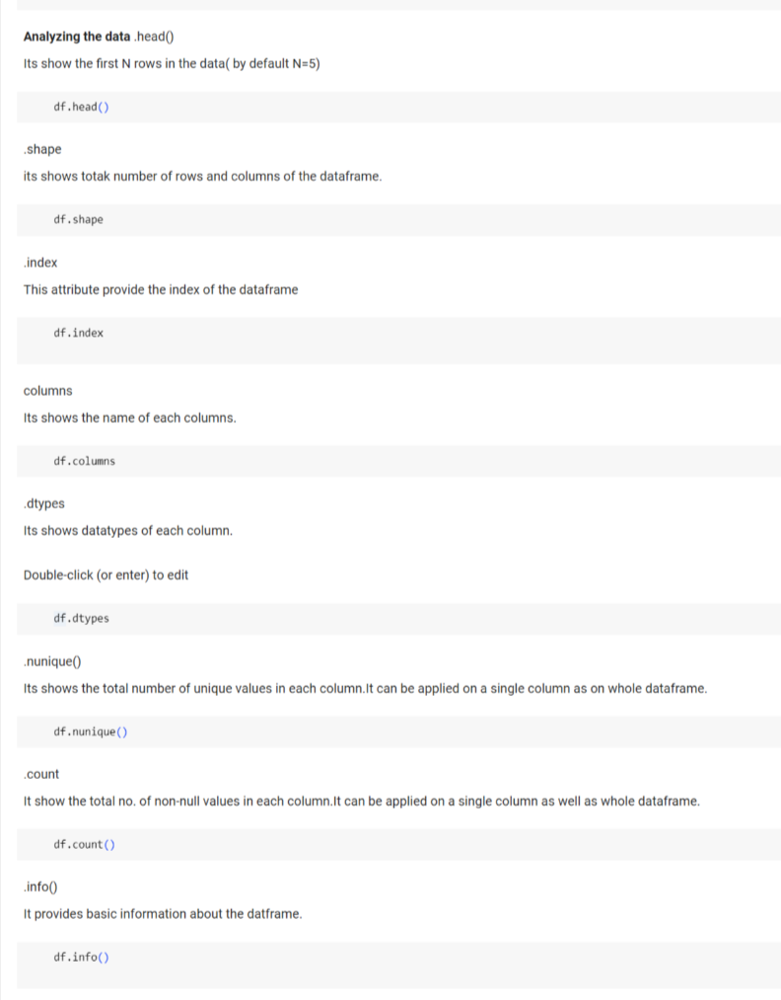 Analyzing the data .head()
Its show the first N rows in the data( by default N=5)
df.head()
.shape
its shows totak number of rows and columns of the dataframe.
df.shape
.index
This attribute provide the index of the dataframe
df.index
columns
Its shows the name of each columns.
df.columns
.dtypes
Its shows datatypes of each column.
Double-click (or enter) to edit
df.dtypes
.nunique()
Its shows the total number of unique values in each column.It can be applied on a single column as on whole dataframe.
df.nunique()
.count
It show the total no. of non-null values in each column.It can be applied on a single column as well as whole dataframe.
df.count()
.info()
It provides basic information about the datframe.
df.info()